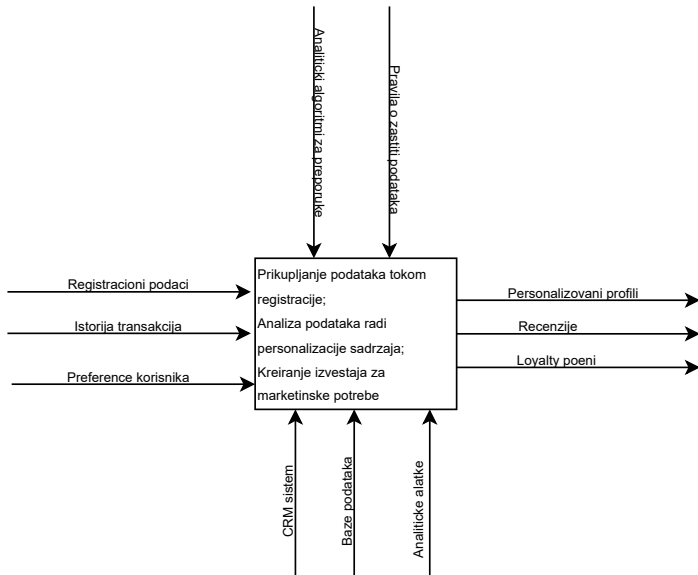 Analiticki algoritmi za preporuke
Pravila o zastiti podataka
Registracioni podaci
Istorija transakcija
Preference korisnika
Prikupljanje podataka tokom
registracije;
Analiza podataka radi
personalizacije sadrzaja;
Kreiranje izvestaja za
marketinske potrebe
Personalizovani profili
Recenzije
Loyalty poeni
CRM sistem
Baze podataka
Analiticke alatke